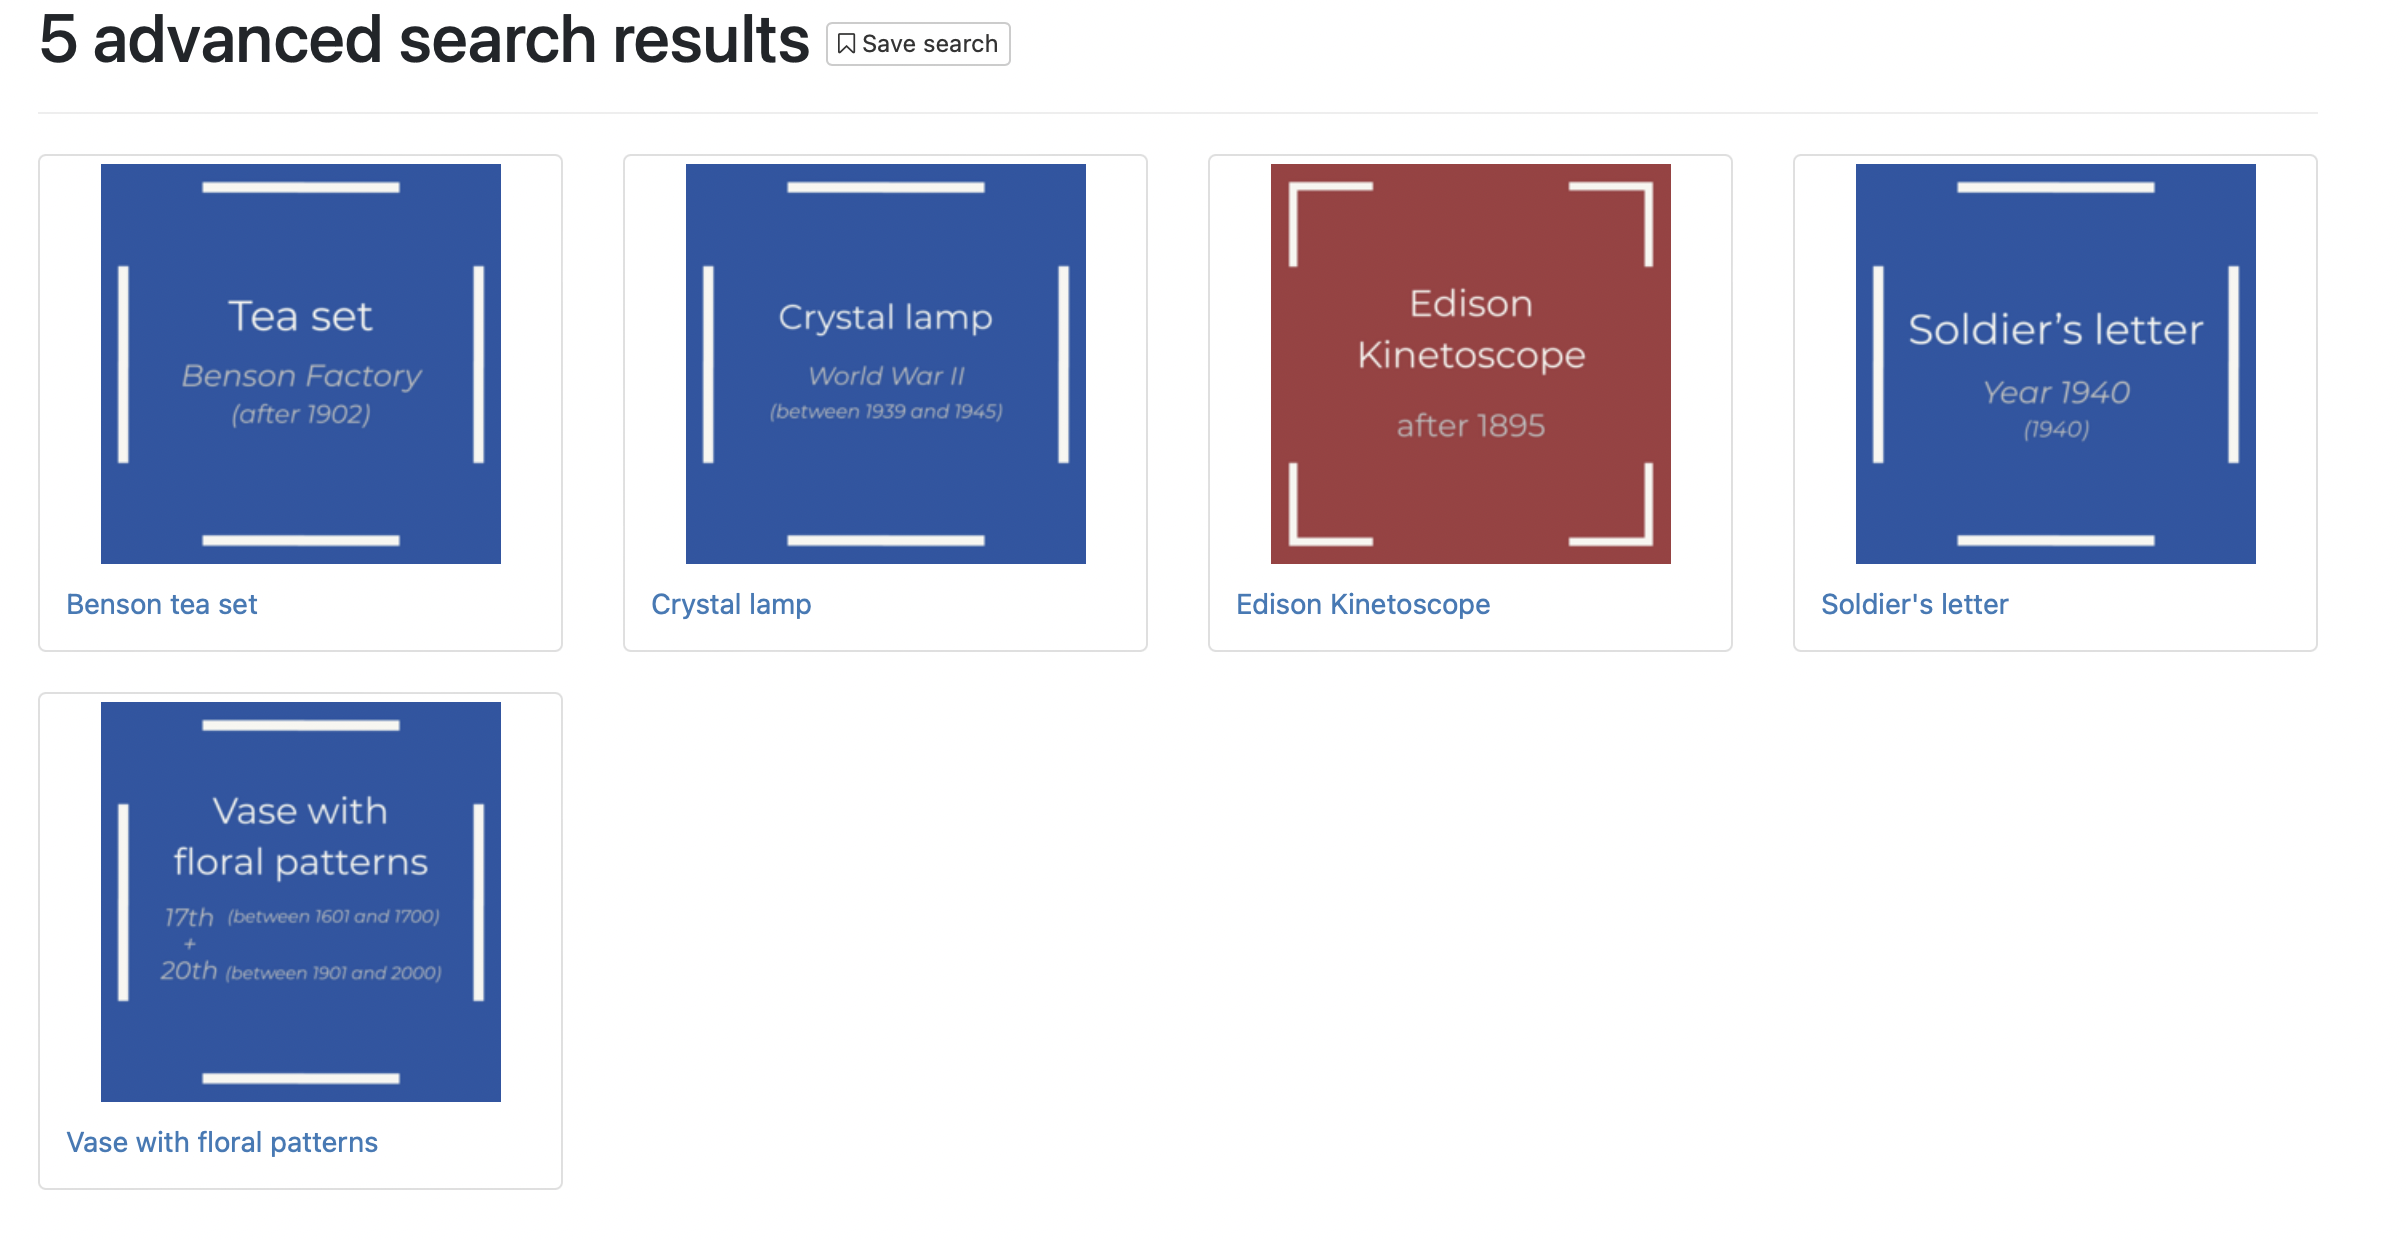 5 advanced search results
Save search
Tea set
Benson Factory
(after 1902)
Benson tea set
Crystal lamp
World War II
(between 1939 and 1945)
Crystal lamp
Edison
Kinetoscope
after 1895
Edison Kinetoscope
Soldier’s letter
Year 1940
(1940)
Soldier's letter
Vase with
floral patterns
17th (between 1601 and 1700)
+
20th (between 1901 and 2000)
Vase with floral patterns